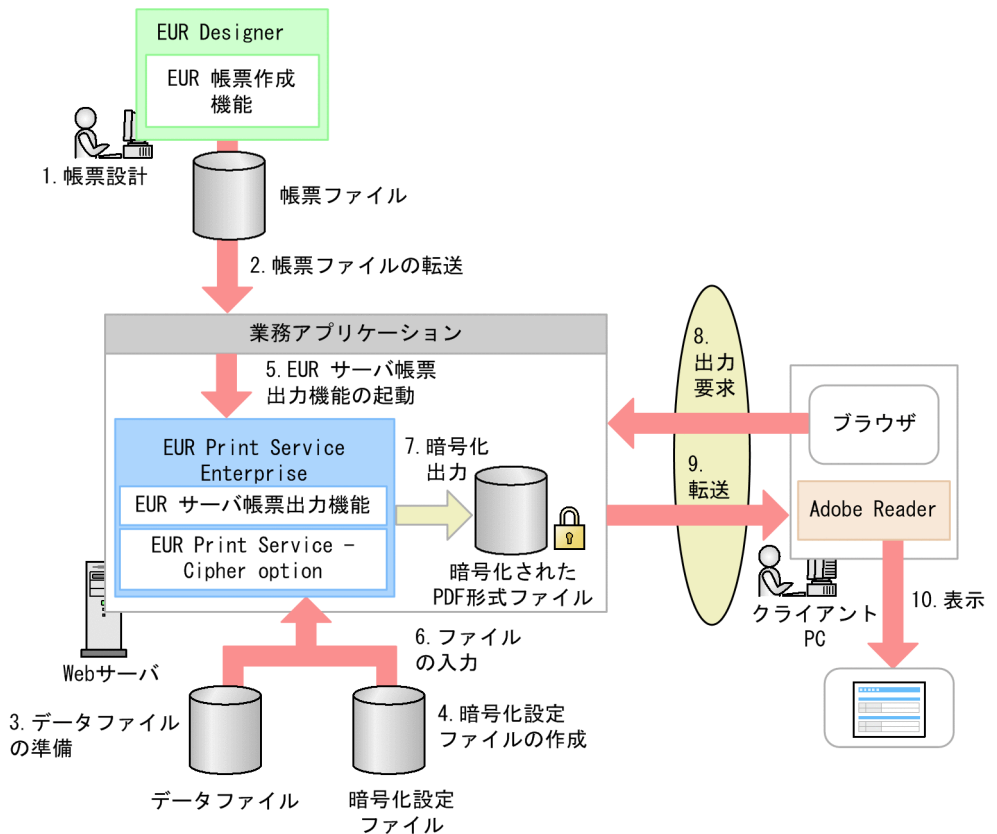 EUR Designer
EUR 帳票作成
機能
1.帳票設計
帳票ファイル
2.帳票ファイルの転送
業務アプリケーション
5.EUR サーバ帳票
出力機能の起動
EUR Print Service
Enterprise
EUR サーバ帳票出力機能
EUR Print Service －
Cipher option
7.暗号化
出力
暗号化された
PDF形式ファイル
8.
出力
要求
9.
転送
ブラウザ
Adobe Reader
クライアント
PC
10.表示
Webサーバ
6.ファイル
の入力
3.データファイル
の準備
データファイル
4.暗号化設定
ファイルの作成
暗号化設定
ファイル